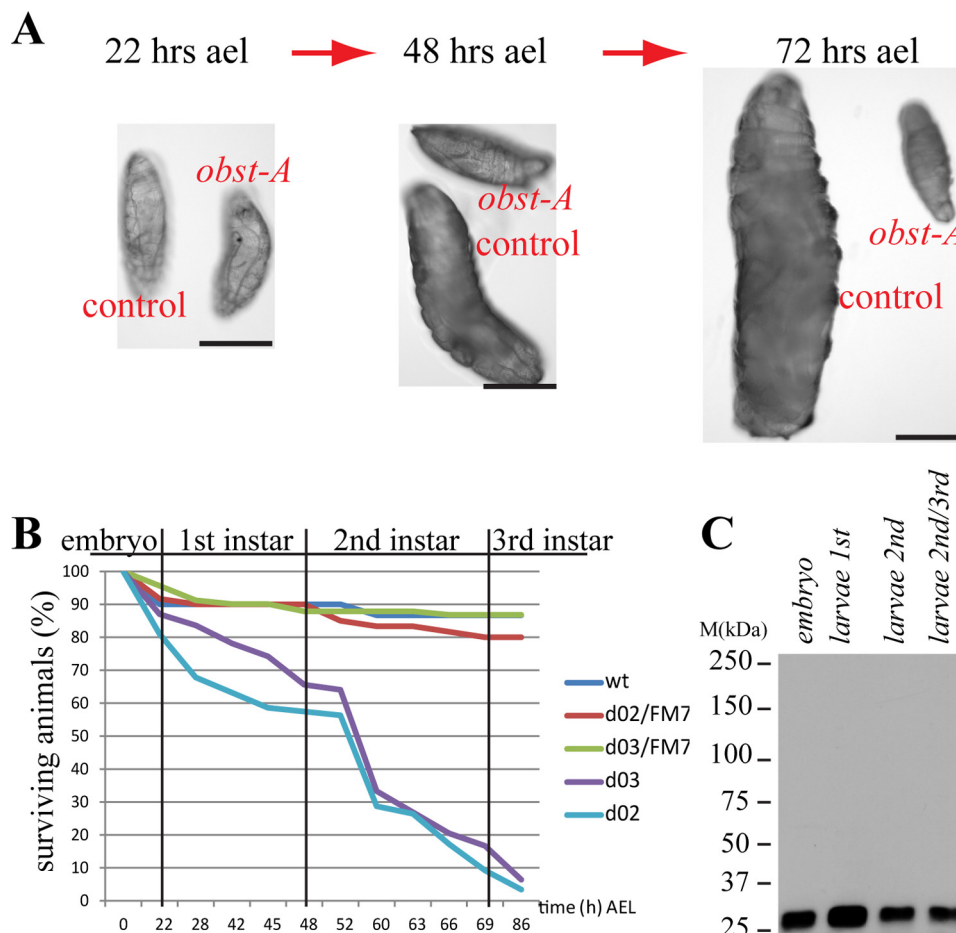 A
22 hrs ael
48 hrs ael
72 hrs ael
obst-A
control
obst-A
control
obst-A
control
B
embryo
1st instar
2nd instar
3rd instar
surviving animals (%)
100
90
80
70
60
50
40
30
20
10
0
0 22 28 42 45 48 52 60 63 66 69 86
time (h) AEL
wt
d02/FM7
d03/FM7
d03
d02
C
embryo
larvae 1st
larvae 2nd
larvae 2nd/3rd
M(kDa)
250
150
100
75
50
37
25